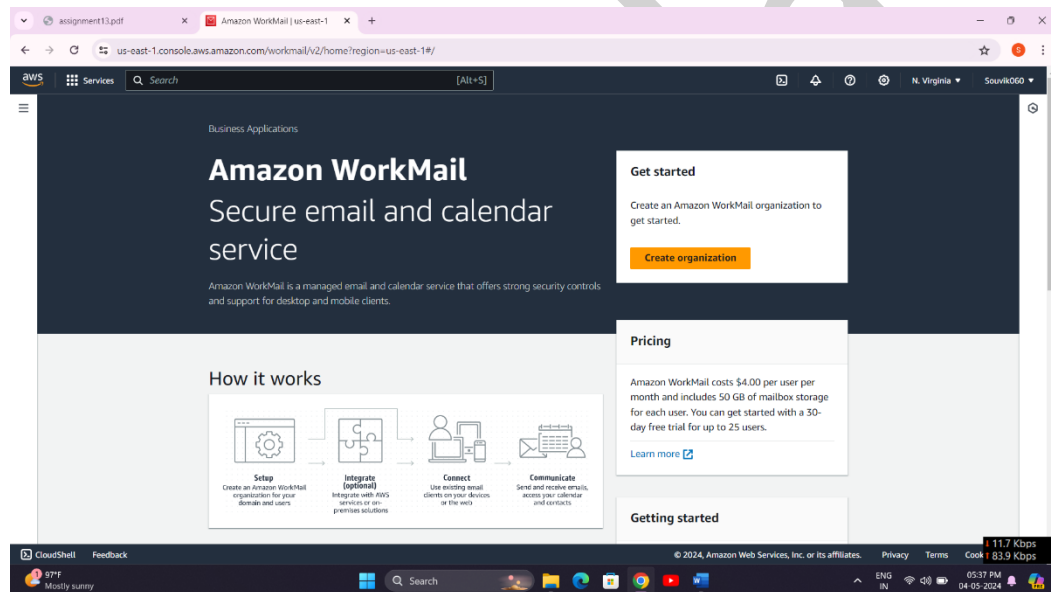 assignment13.pdf
Amazon WorkMail | us-east-1
us-east-1.console.aws.amazon.com/workmail/v2/home?region=us-east-1#/
S
aws
Services
Search
[Alt+S]
N. Virginia
Souvik060
Business Applications
Amazon WorkMail
Secure email and calendar
service
Amazon WorkMail is a managed email and calendar service that offers strong security controls
and support for desktop and mobile clients.
Get started
Create an Amazon WorkMail organization to
get started.
Create organization
Pricing
Amazon WorkMail costs $4.00 per user per
month and includes 50 GB of mailbox storage
for each user. You can get started with a 30-
day free trial for up to 25 users.
Learn more
How it works
Setup
Create an Amazon WorkMail
organization for your
domain and users
Integrate
(optional)
Integrate with AWS
services or on-
premises solutions
Connect
Use existing email
clients on your devices
or the web
Communicate
Send and receive emails,
access your calendar
and contacts
Getting started
CloudShell
Feedback
© 2024, Amazon Web Services, Inc. or its affiliates.
Privacy
Terms
Cook
11.7 Kbps
83.9 Kbps
97°F
Mostly sunny
Search
ENG
IN
05:37 PM
04-05-2024